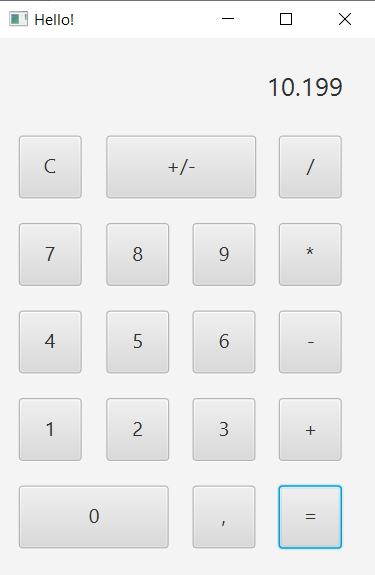 Hello!
10.199
C +/- /
7 8 9 *
4 5 6 -
1 2 3 +
0 , =